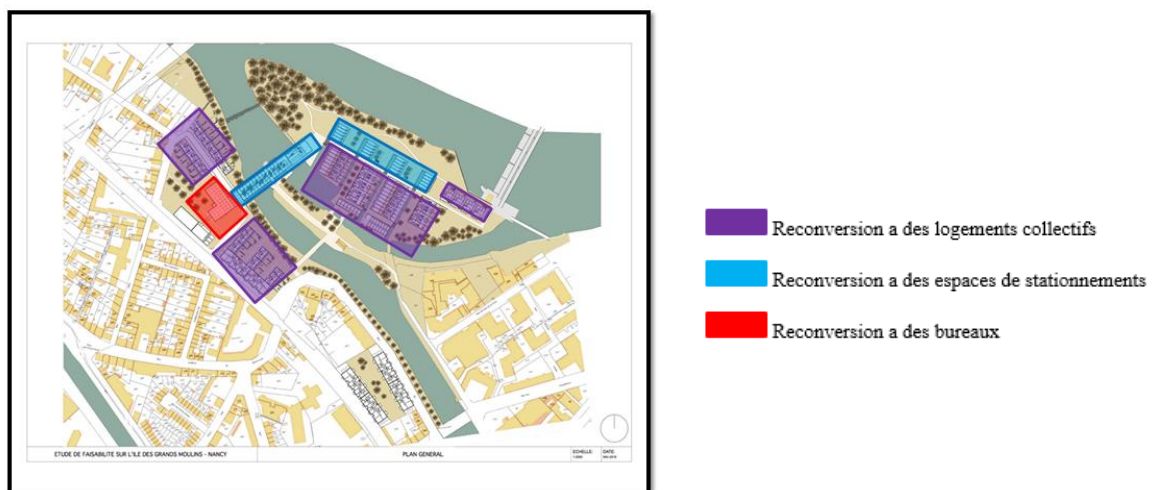 Reconversion a des logements collectifs
Reconversion a des espaces de stationnements
Reconversion a des bureaux
ETUDE DE FAISABILITE SUR L'ILE DES GRANDS MOULINS - NANCY
PLAN GENERAL
ECHELLE:
DATE